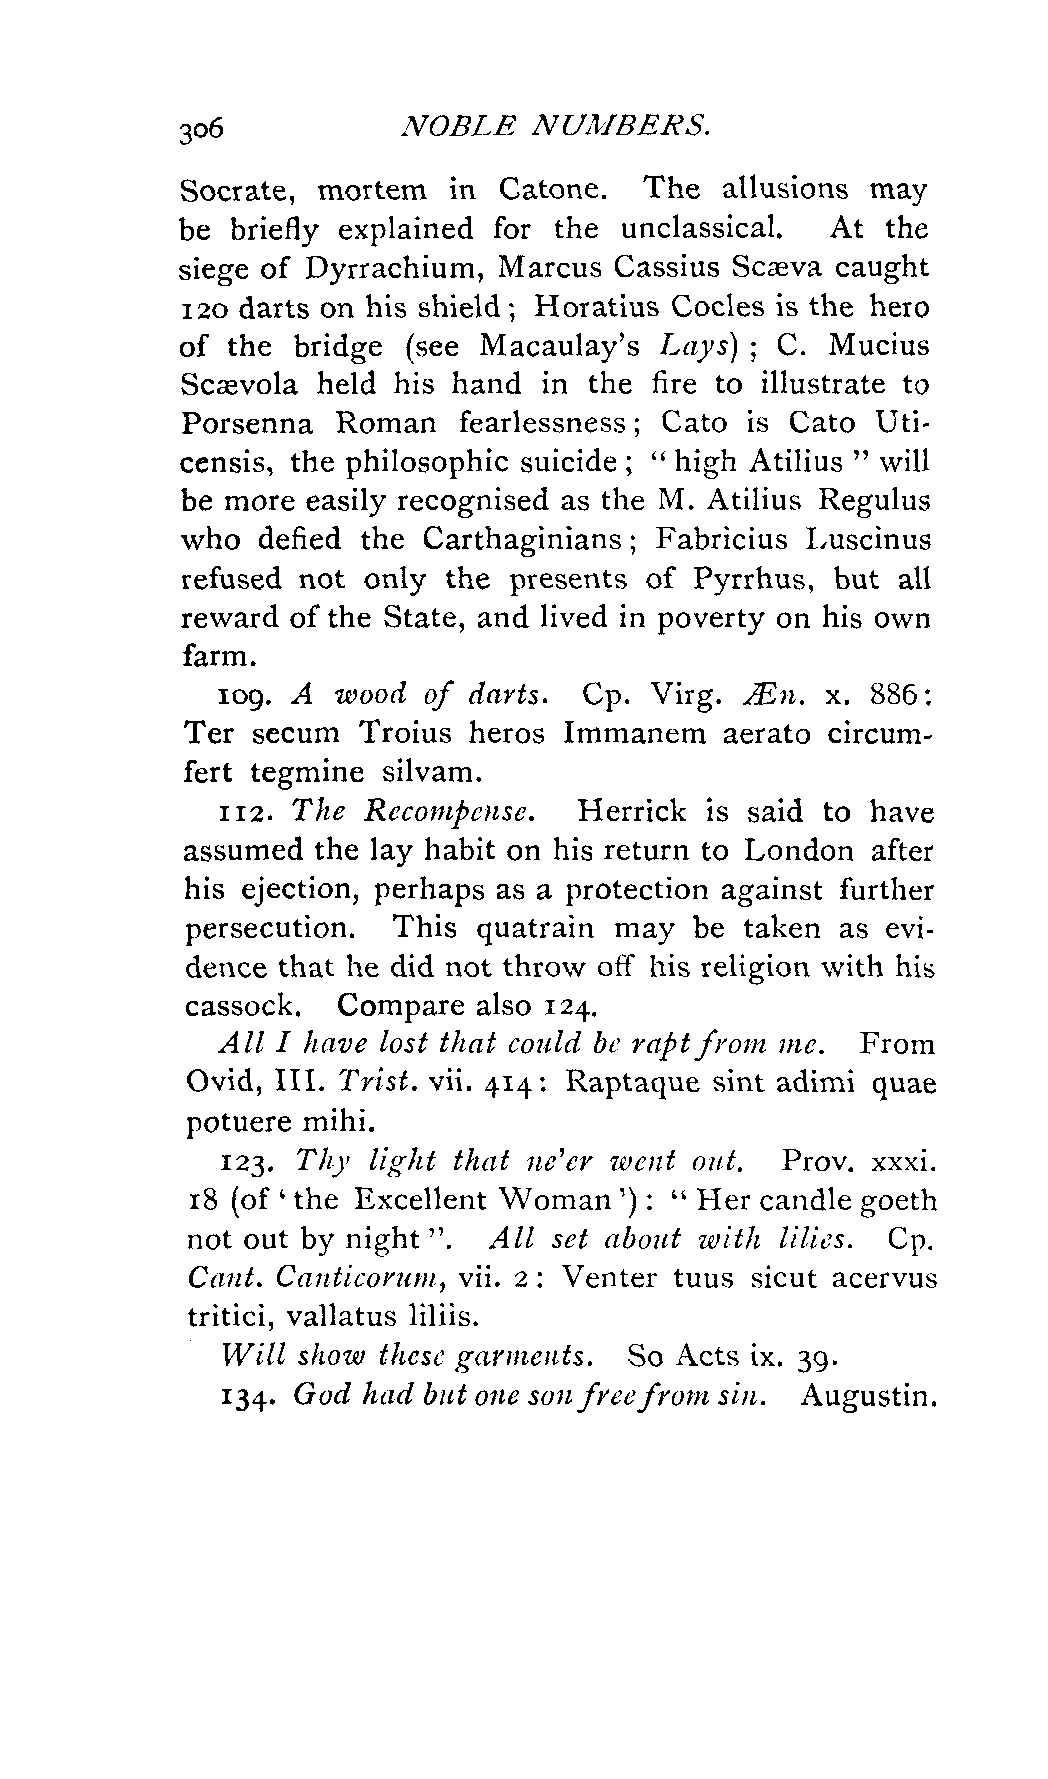 306 NOBLE NUMBERS.
Socrate, mortem in Catone. The allusions may
be briefly explained for the unclassical. At the
siege of Dyrrachium, Marcus Cassius Scæva caught
120 darts on his shield; Horatius Cocles is the hero
of the bridge (see Macaulay's Lays); C. Mucius
Scævola held his hand in the fire to illustrate to
Porsenna Roman fearlessness; Cato is Cato Uti-
censis, the philosophic suicide; "high Atilius" will
be more easily recognised as the M. Atilius Regulus
who defied the Carthaginians; Fabricius Luscinus
refused not only the presents of Pyrrhus, but all
reward of the State, and lived in poverty on his own
farm.
109. A wood of darts. Cp. Virg. Æn. x. 886:
Ter secum Troius heros Immanem aerato circum-
fert tegmine silvam.
112. The Recompense. Herrick is said to have
assumed the lay habit on his return to London after
his ejection, perhaps as a protection against further
persecution. This quatrain may be taken as evi-
dence that he did not throw off his religion with his
cassock. Compare also 124.
All I have lost that could be rapt from me. From
Ovid, III. Trist. vii. 414: Raptaque sint adimi quae
potuere mihi.
123. Thy light that ne'er went out. Prov. xxxi.
18 (of 'the Excellent Woman'): "Her candle goeth
not out by night". All set about with lilies. Cp.
Cant. Canticorum, vii. 2: Venter tuus sicut acervus
tritici, vallatus liliis.
Will show these garments. So Acts ix. 39.
134. God had but one son free from sin. Augustin.